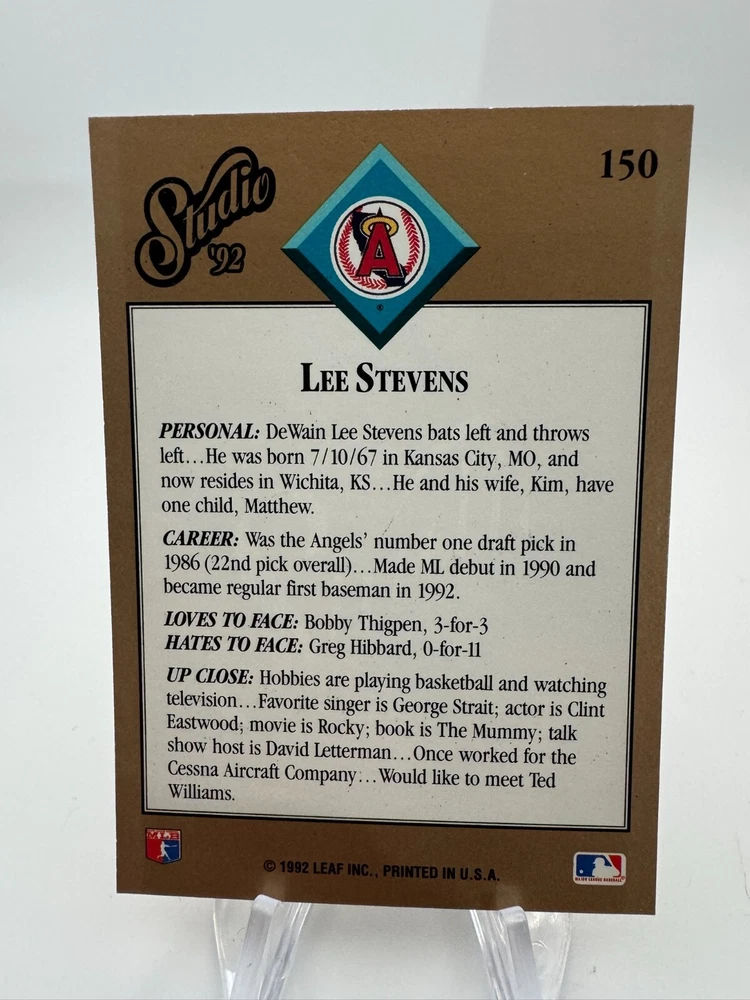 Studio
'92
150
A
®
LEE STEVENS
PERSONAL: DeWain Lee Stevens bats left and throws
left...He was born 7/10/67 in Kansas City, MO, and
now resides in Wichita, KS...He and his wife, Kim, have
one child, Matthew.
CAREER: Was the Angels' number one draft pick in
1986 (22nd pick overall)...Made ML debut in 1990 and
became regular first baseman in 1992.
LOVES TO FACE: Bobby Thigpen, 3-for-3
HATES TO FACE: Greg Hibbard, 0-for-11
UP CLOSE: Hobbies are playing basketball and watching
television...Favorite singer is George Strait; actor is Clint
Eastwood; movie is Rocky; book is The Mummy; talk
show host is David Letterman...Once worked for the
Cessna Aircraft Company...Would like to meet Ted
Williams.
© 1992 LEAF INC., PRINTED IN U.S.A.
MAJOR LEAGUE BASEBALL